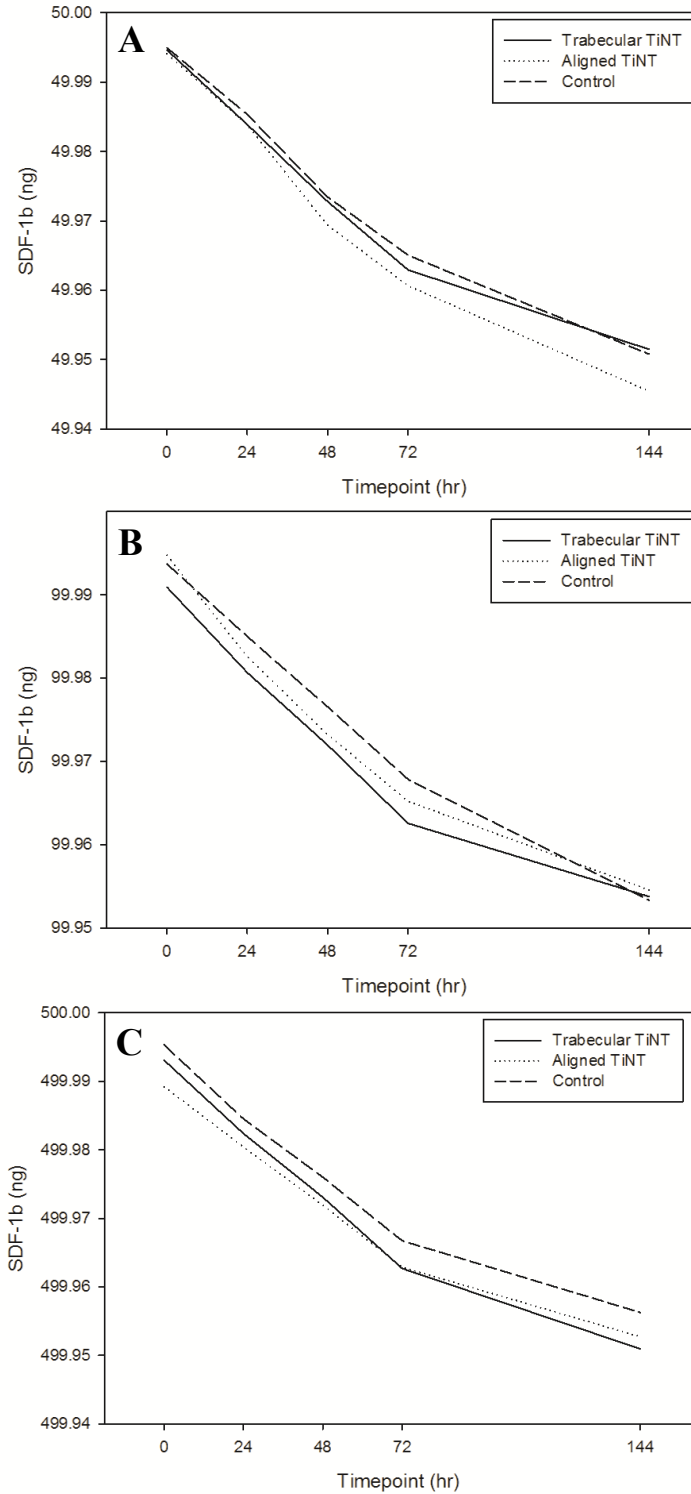 A
50.00
49.99
49.98
49.97
49.96
49.95
49.94
SDF-1b (ng)
Trabecular TiNT
Aligned TiNT
Control
0 24 48 72 144
Timepoint (hr)
B
99.99
99.98
99.97
99.96
99.95
SDF-1b (ng)
Trabecular TiNT
Aligned TiNT
Control
0 24 48 72 144
Timepoint (hr)
C
500.00
499.99
499.98
499.97
499.96
499.95
499.94
SDF-1b (ng)
Trabecular TiNT
Aligned TiNT
Control
0 24 48 72 144
Timepoint (hr)